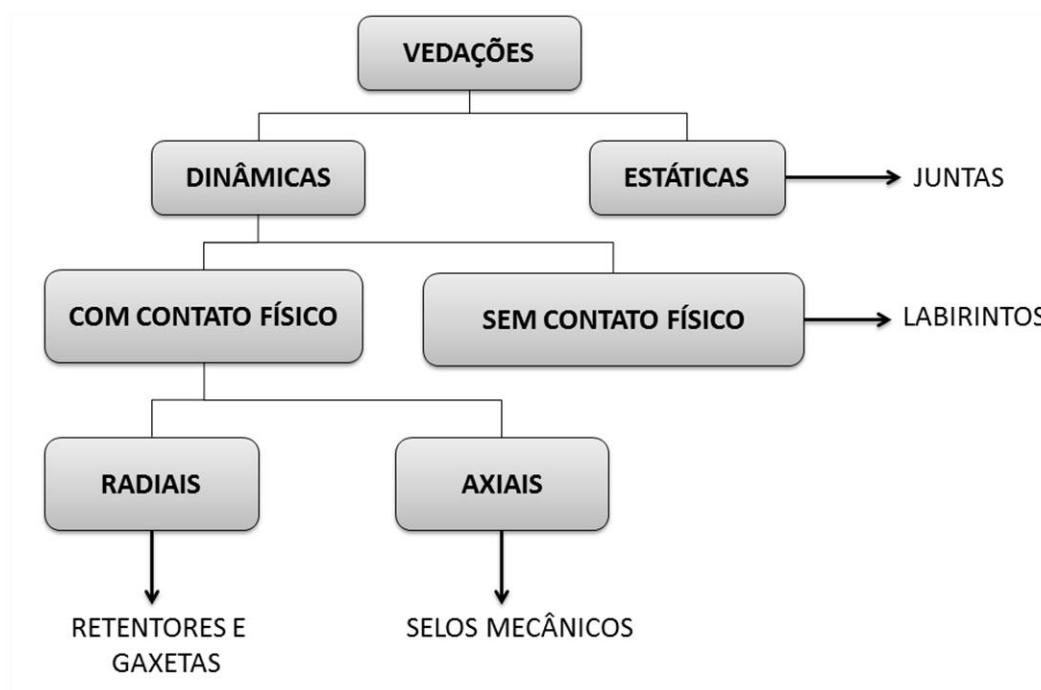 VEDAÇÕES
DINÂMICAS
ESTÁTICAS
JUNTAS
COM CONTATO FÍSICO
SEM CONTATO FÍSICO
LABIRINTOS
RADIAIS
AXIAIS
RETENTORES E
GAXETAS
SELOS MECÂNICOS